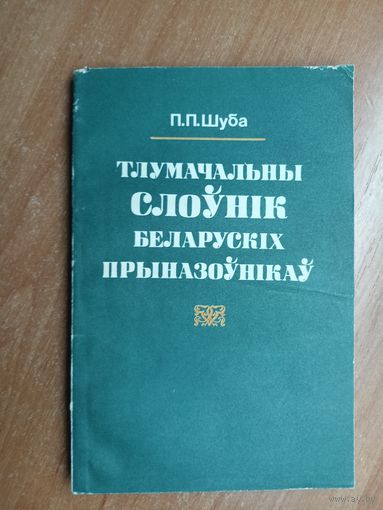 П.П.Шуба
ТЛУМАЧАЛЬНЫ
СЛОЎНІК
БЕЛАРУСКІХ
ПРЫНАЗОЎНІКАЎ